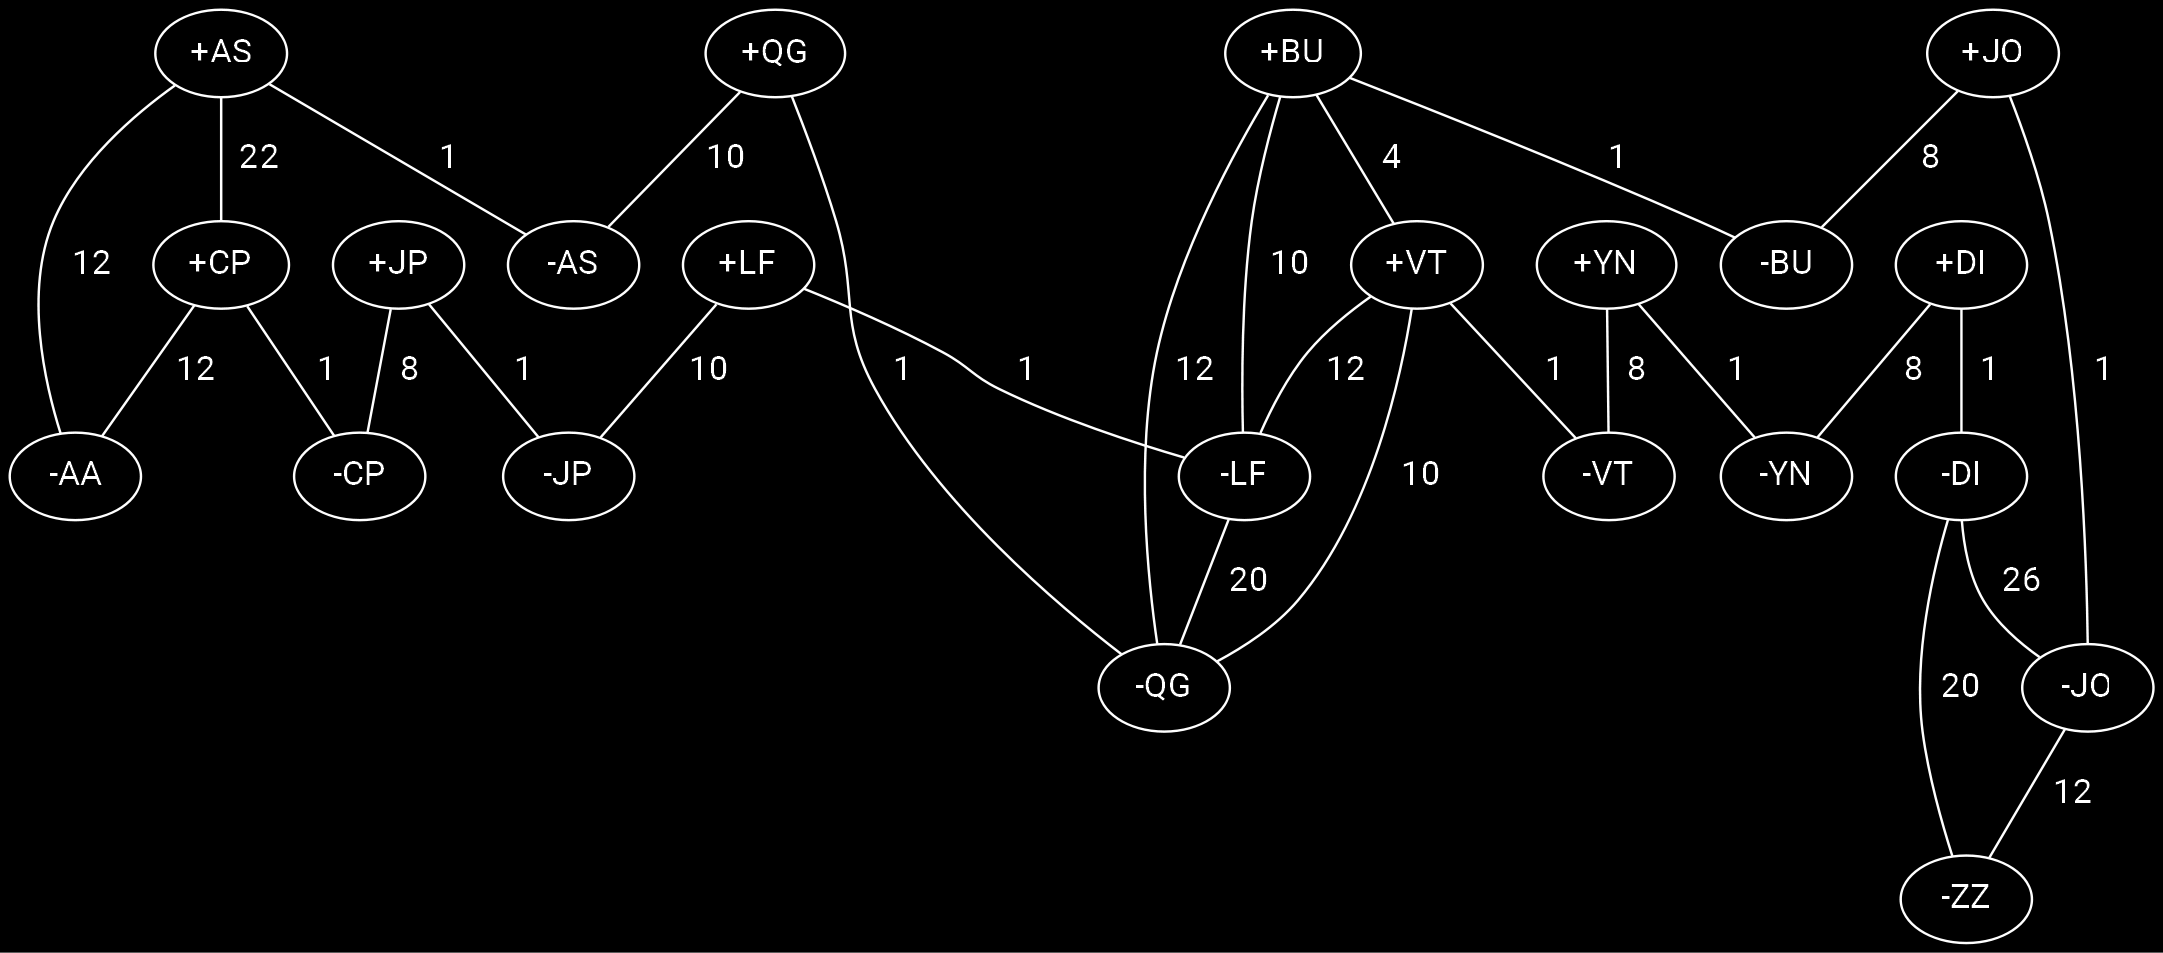 +AS
+QG
+BU
+JO
22
1
10
4
1
8
12
+CP
+JP
-AS
+LF
10
+VT
+YN
-BU
+DI
12
1
8
1
10
1
1
12
12
1
8
1
8
1
1
-AA
-CP
-JP
-LF
10
-VT
-YN
-DI
20
26
-QG
20
-JO
12
-ZZ